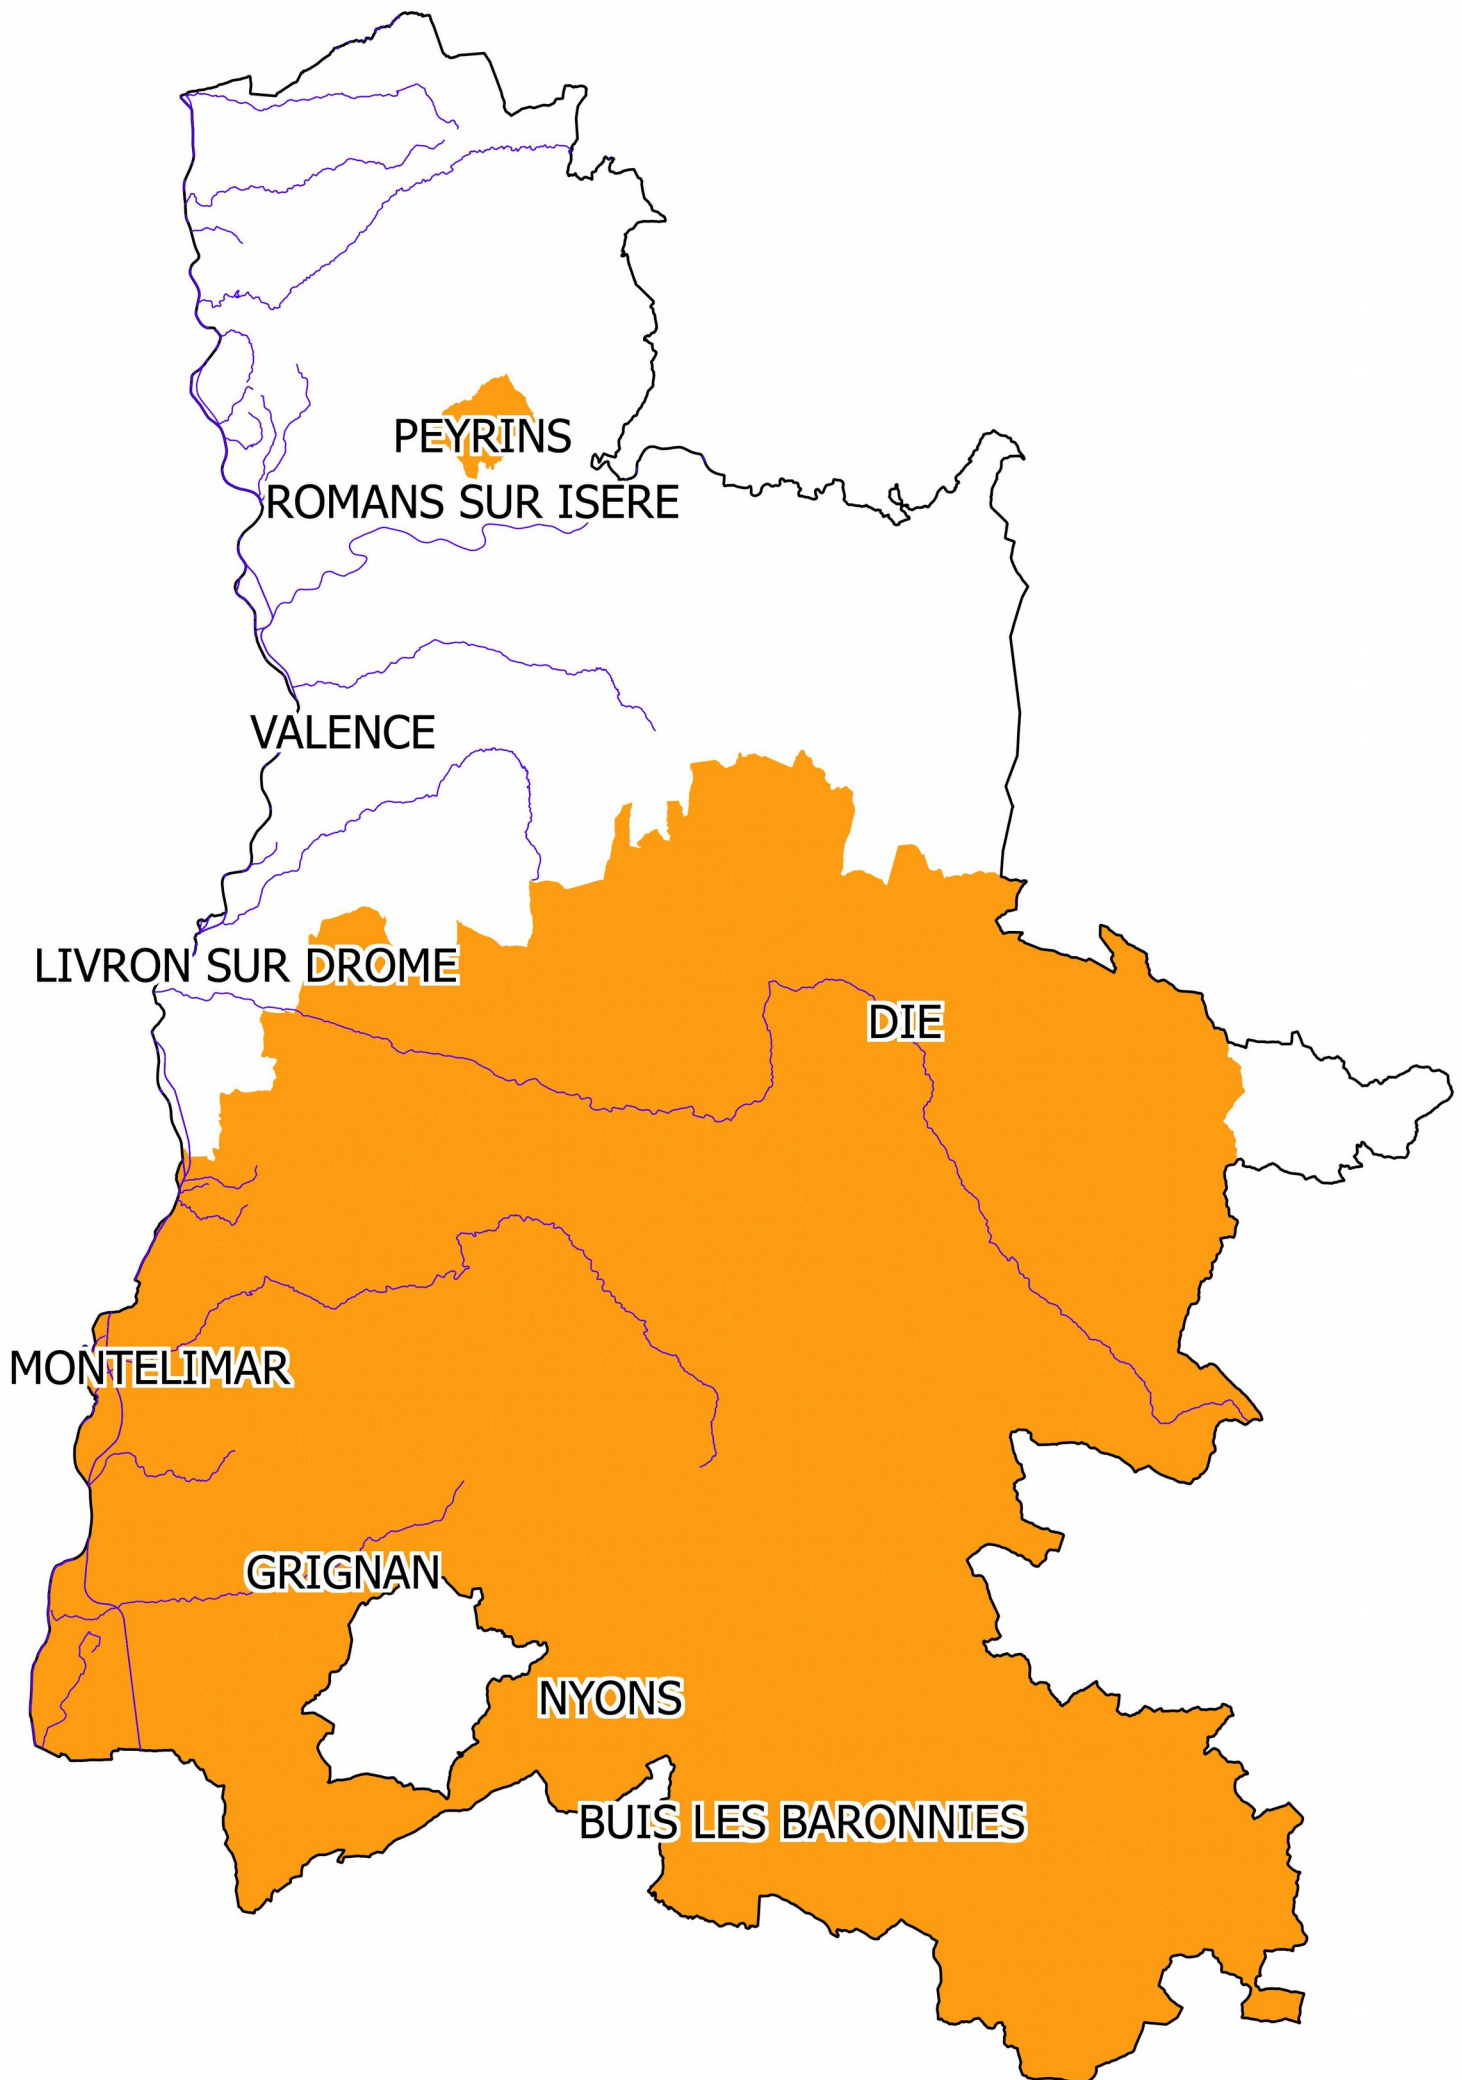 PEYRINS
ROMANS SUR ISERE
VALENCE
LIVRON SUR DROME
DIE
MONTELIMAR
GRIGNAN
NYONS
BUIS LES BARONNIES